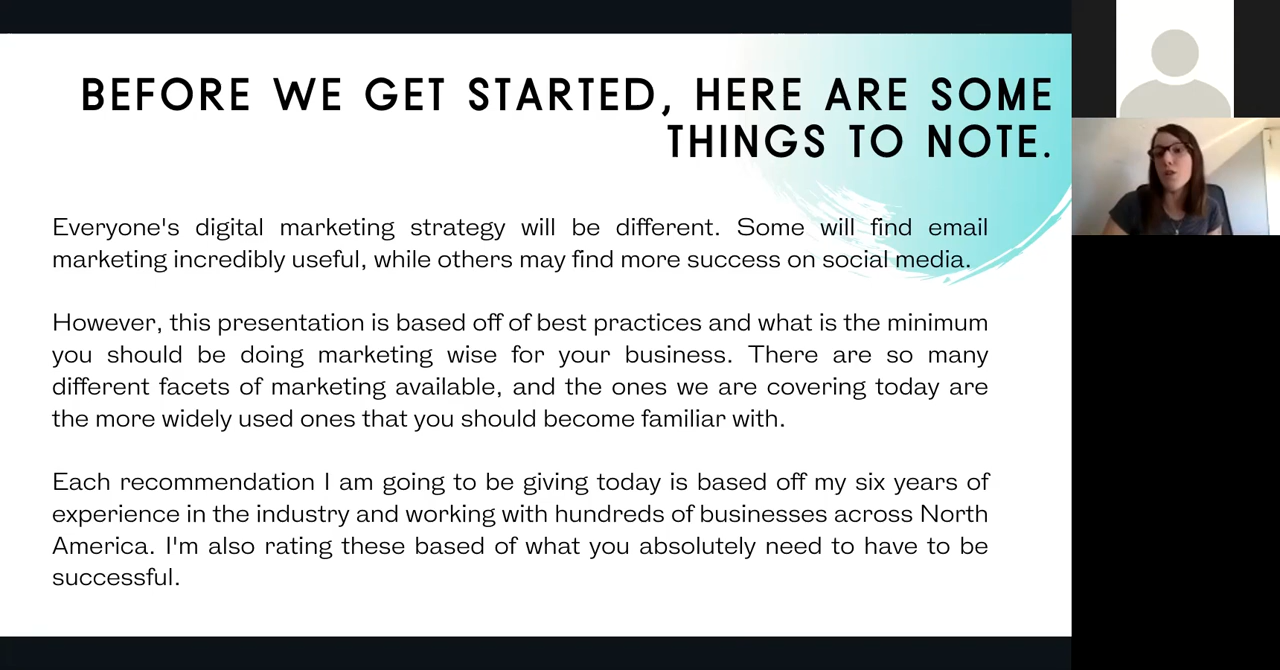 BEFORE WE GET STARTED, HERE ARE SOME
THINGS TO NOTE.
Everyone's digital marketing strategy will be different. Some will find email
marketing incredibly useful, while others may find more success on social media.
However, this presentation is based off of best practices and what is the minimum
you should be doing marketing wise for your business. There are so many
different facets of marketing available, and the ones we are covering today are
the more widely used ones that you should become familiar with.
Each recommendation I am going to be giving today is based off my six years of
experience in the industry and working with hundreds of businesses across North
America. I'm also rating these based of what you absolutely need to have to be
successful.